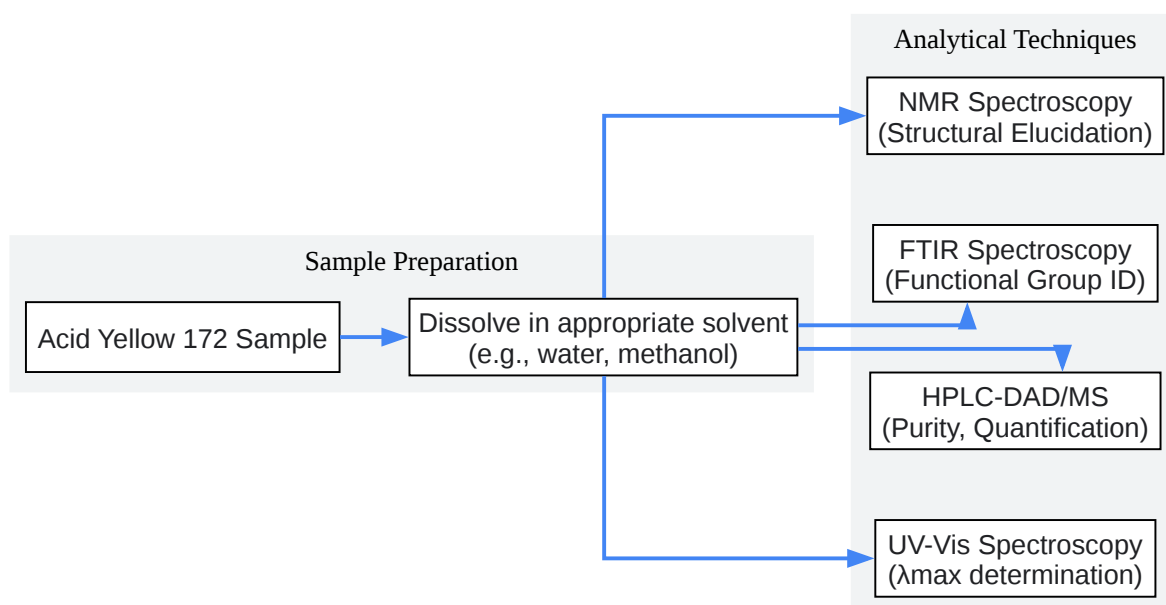 Sample Preparation
Acid Yellow 172 Sample
Dissolve in appropriate solvent
(e.g., water, methanol)
Analytical Techniques
NMR Spectroscopy
(Structural Elucidation)
FTIR Spectroscopy
(Functional Group ID)
HPLC-DAD/MS
(Purity, Quantification)
UV-Vis Spectroscopy
(λmax determination)